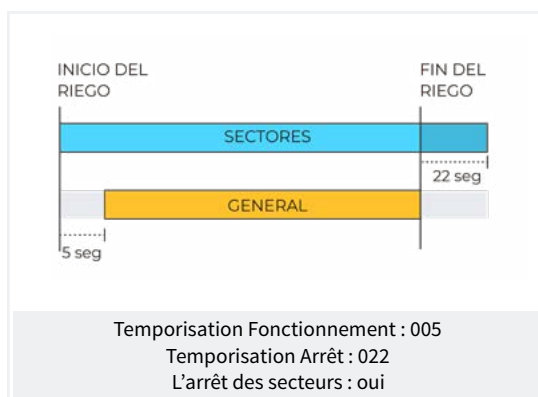 INICIO DEL
RIEGO
FIN DEL
RIEGO
SECTORES
22 seg
GENERAL
5 seg
Temporisation Fonctionnement : 005
Temporisation Arrêt : 022
L’arrêt des secteurs : oui